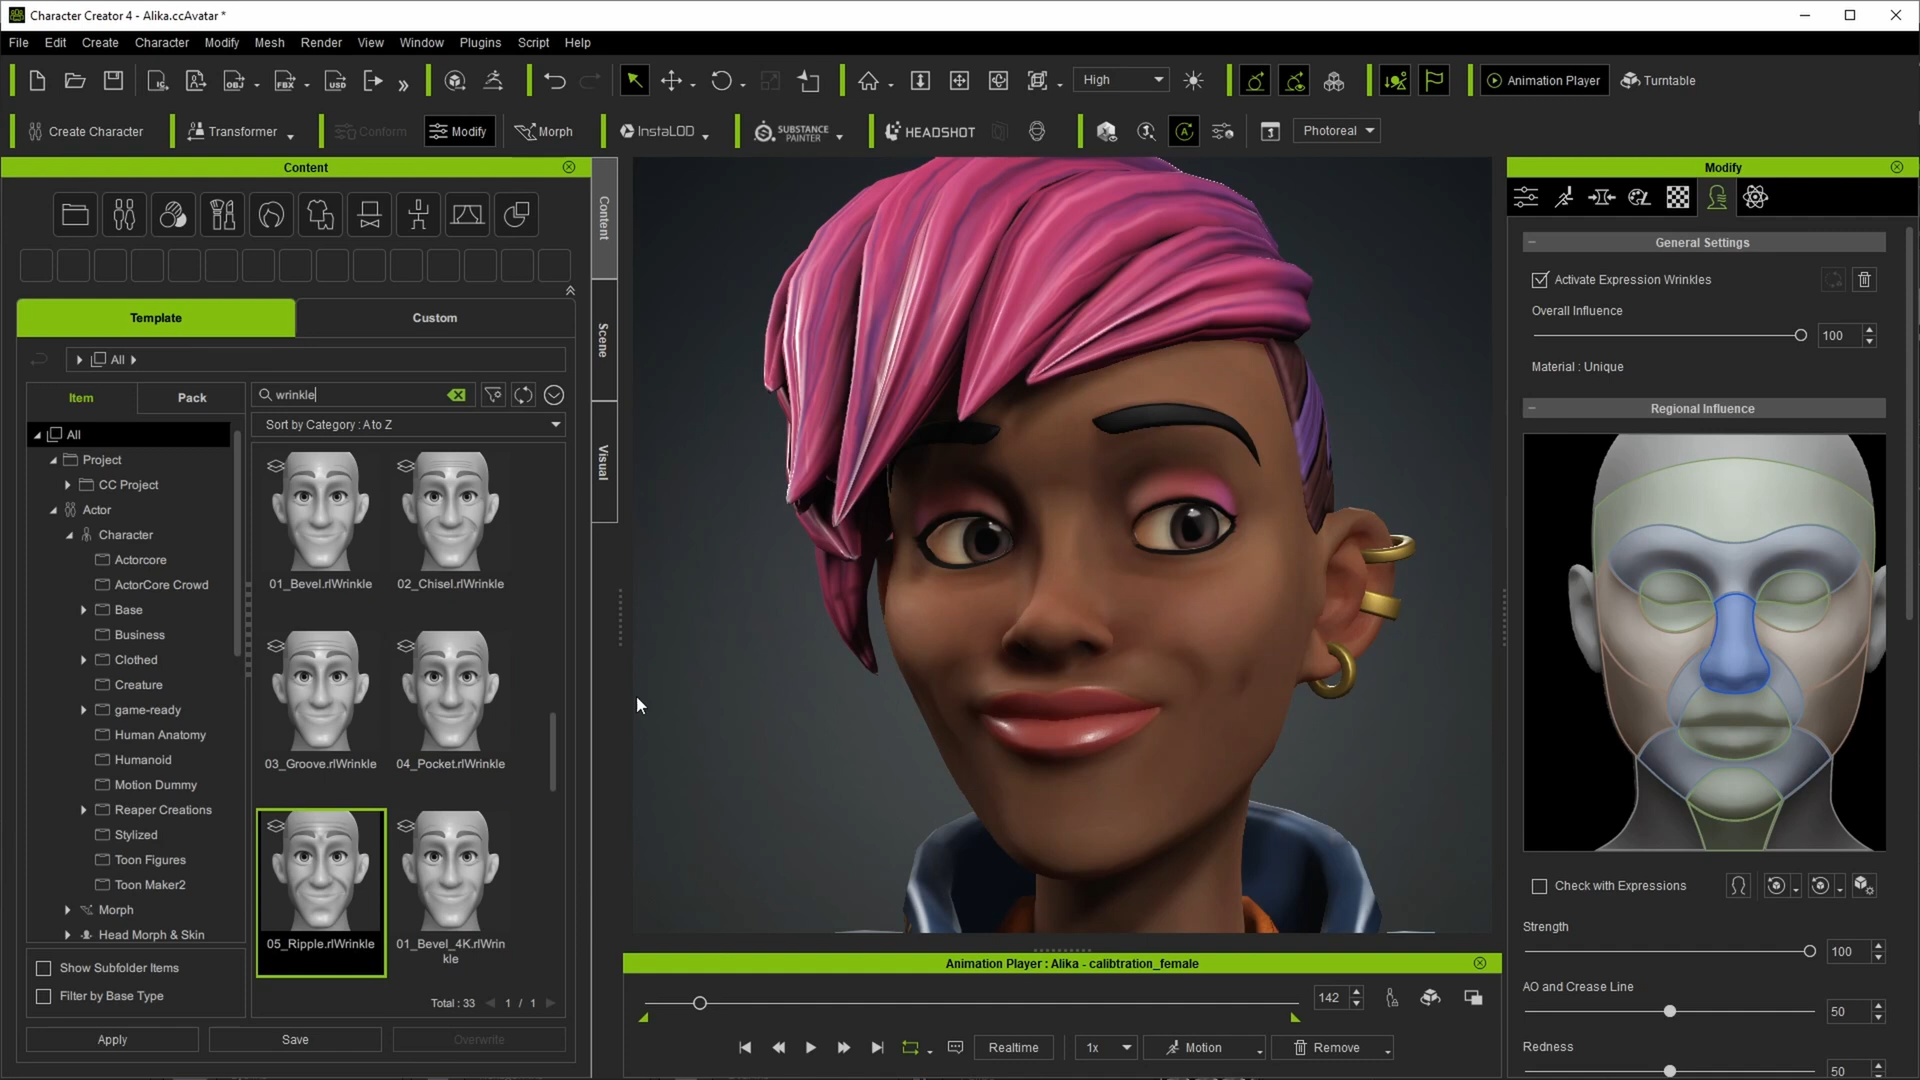 Character Creator 4 - Alika.ccAvatar *
File Edit Create Character Modify Mesh Render View Window Plugins Script Help
OBJ FBX USD High Animation Player Turntable
Create Character Transformer Conform Modify Morph InstaLOD SUBSTANCE PAINTER HEADSHOT Photoreal
Content
Template Custom
All
Item Pack
wrinkle
Sort by Category : A to Z
All
Project
CC Project
Actor
Character
Actorcore
ActorCore Crowd
Base
Business
Clothed
Creature
game-ready
Human Anatomy
Humanoid
Motion Dummy
Reaper Creations
Stylized
Toon Figures
Toon Maker2
Morph
Head Morph & Skin
01_Bevel.rlWrinkle 02_Chisel.rlWrinkle
03_Groove.rlWrinkle 04_Pocket.rlWrinkle
05_Ripple.rlWrinkle 01_Bevel_4K.rlWrin
kle
Show Subfolder Items
Filter by Base Type
Total : 33 1 / 1
Apply Save Overwrite
Content
Scene
Visual
Animation Player : Alika - calibtration_female
142
Realtime 1x Motion Remove
Modify
General Settings
Activate Expression Wrinkles
Overall Influence
100
Material : Unique
Regional Influence
Check with Expressions
Strength
100
AO and Crease Line
50
Redness
50